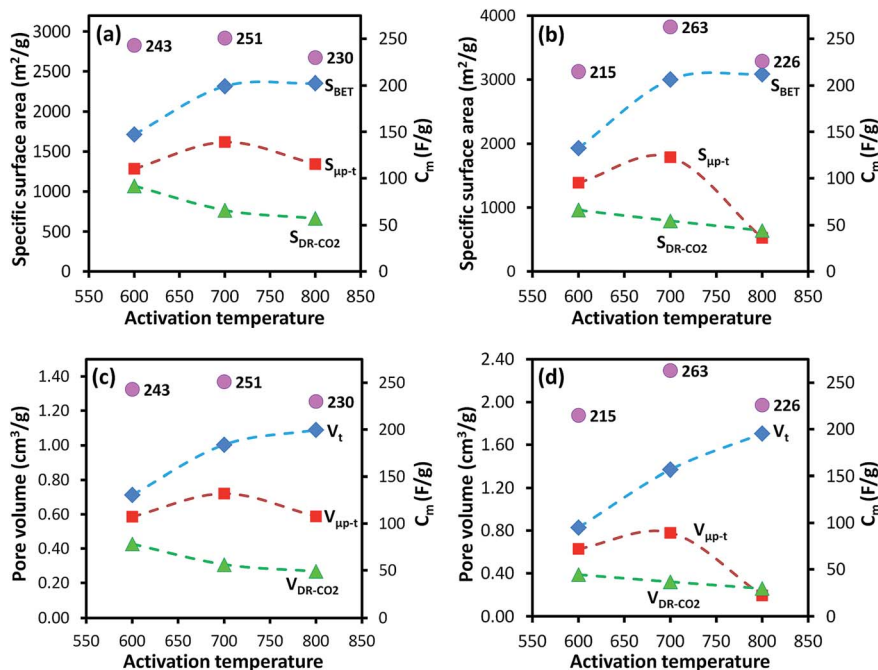 (a)
Specific surface area (m²/g)
3000
2500
2000
1500
1000
500
0
243
251
230
S_BET
S_μp-t
S_DR-CO2
250
200
150
100
50
0
C_m (F/g)
550 600 650 700 750 800 850
Activation temperature
(b)
Specific surface area (m²/g)
4000
3000
2000
1000
0
215
263
226
S_BET
S_μp-t
S_DR-CO2
250
200
150
100
50
0
C_m (F/g)
550 600 650 700 750 800 850
Activation temperature
(c)
Pore volume (cm³/g)
1.40
1.20
1.00
0.80
0.60
0.40
0.20
0.00
243
251
230
V_t
V_μp-t
V_DR-CO2
250
200
150
100
50
0
C_m (F/g)
550 600 650 700 750 800 850
Activation temperature
(d)
Pore volume (cm³/g)
2.40
2.00
1.60
1.20
0.80
0.40
0.00
215
263
226
V_t
V_μp-t
V_DR-CO2
250
200
150
100
50
0
C_m (F/g)
550 600 650 700 750 800 850
Activation temperature